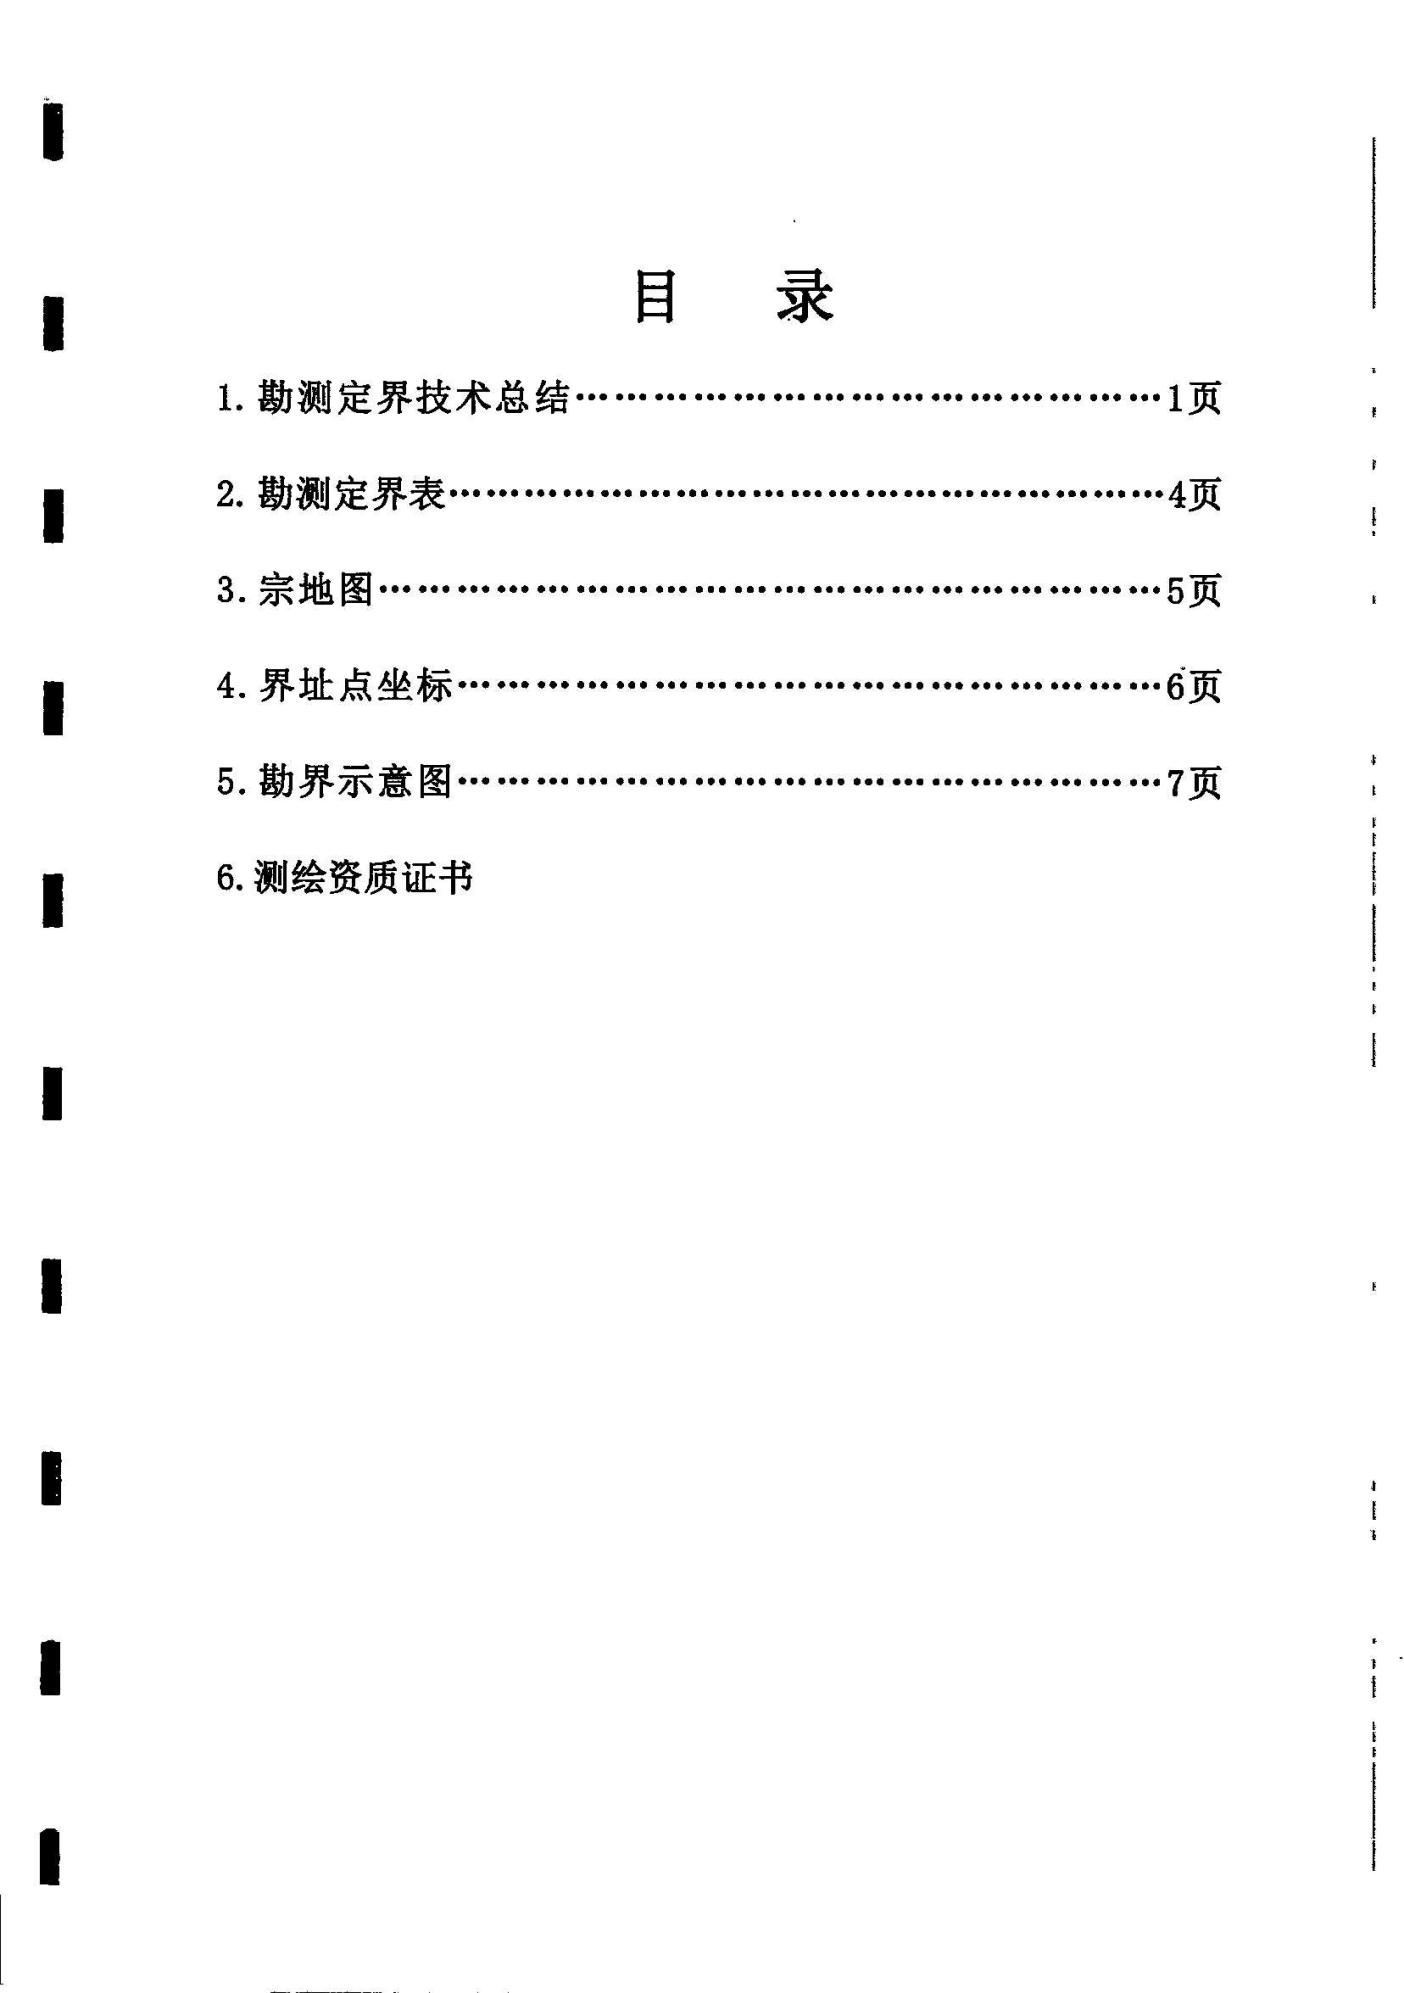 目 录
1. 勘测定界技术总结……………………………………1页
2. 勘测定界表……………………………………………4页
3. 宗地图…………………………………………………5页
4. 界址点坐标……………………………………………6页
5. 勘界示意图……………………………………………7页
6. 测绘资质证书